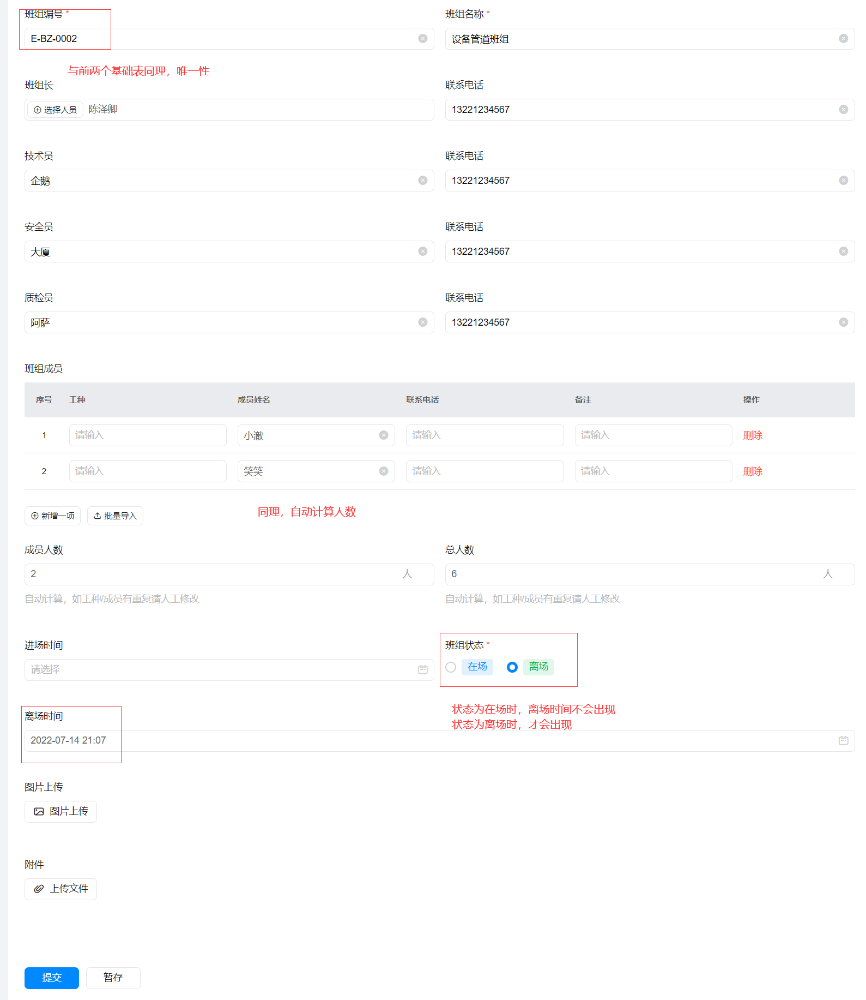 班组编号 *
班组名称 *
E-BZ-0002
设备管道班组
与前两个基础表同理，唯一性
班组长
联系电话
选择人员 陈泽卿
13221234567
技术员
联系电话
企鹅
13221234567
安全员
联系电话
大厦
13221234567
质检员
联系电话
阿萨
13221234567
班组成员
序号 工种 成员姓名 联系电话 备注 操作
1 请输入 小澈 请输入 请输入 删除
2 请输入 笑笑 请输入 请输入 删除
新增一项 批量导入
同理，自动计算人数
成员人数
总人数
2 人
6 人
自动计算，如工种/成员有重复请人工修改
自动计算，如工种/成员有重复请人工修改
进场时间
班组状态 *
请选择
在场 离场
状态为在场时，离场时间不会出现
状态为离场时，才会出现
离场时间
2022-07-14 21:07
图片上传
图片上传
附件
上传文件
提交 暂存